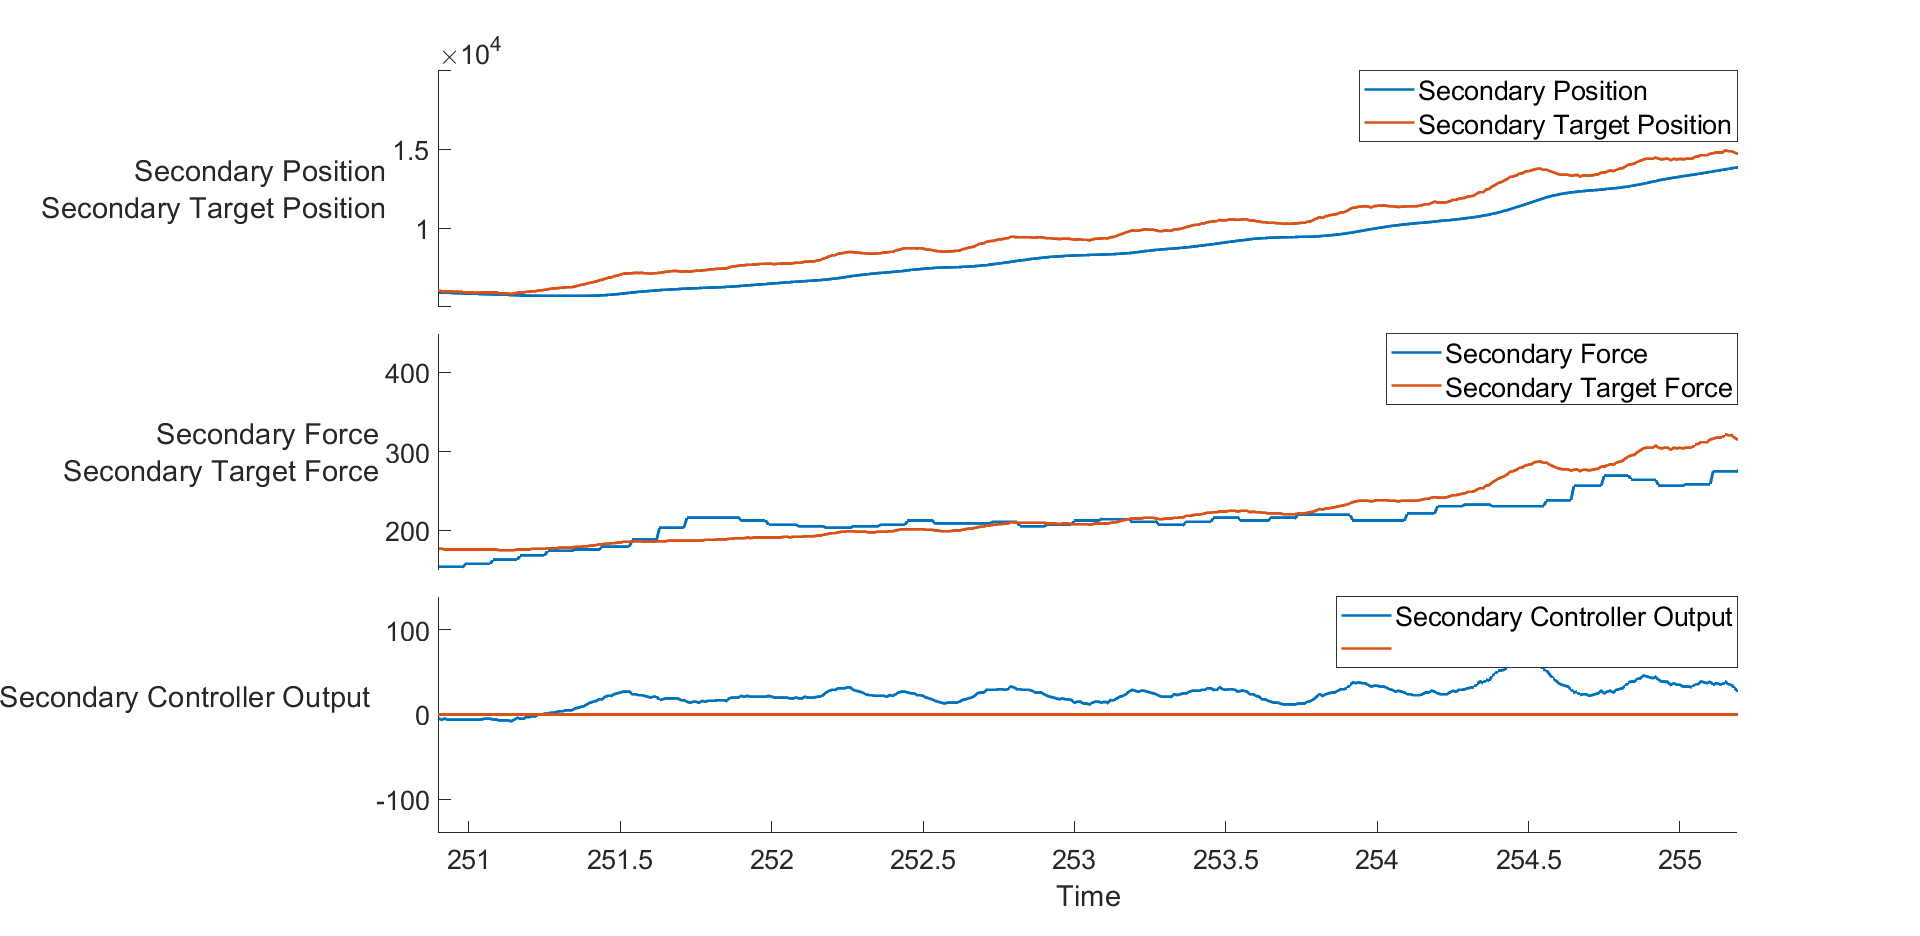 ×10⁴
1.5
1
Secondary Position
Secondary Target Position
Secondary Position
Secondary Target Position
400
300
200
Secondary Force
Secondary Target Force
Secondary Force
Secondary Target Force
100
0
-100
Secondary Controller Output
Secondary Controller Output
251 251.5 252 252.5 253 253.5 254 254.5 255
Time